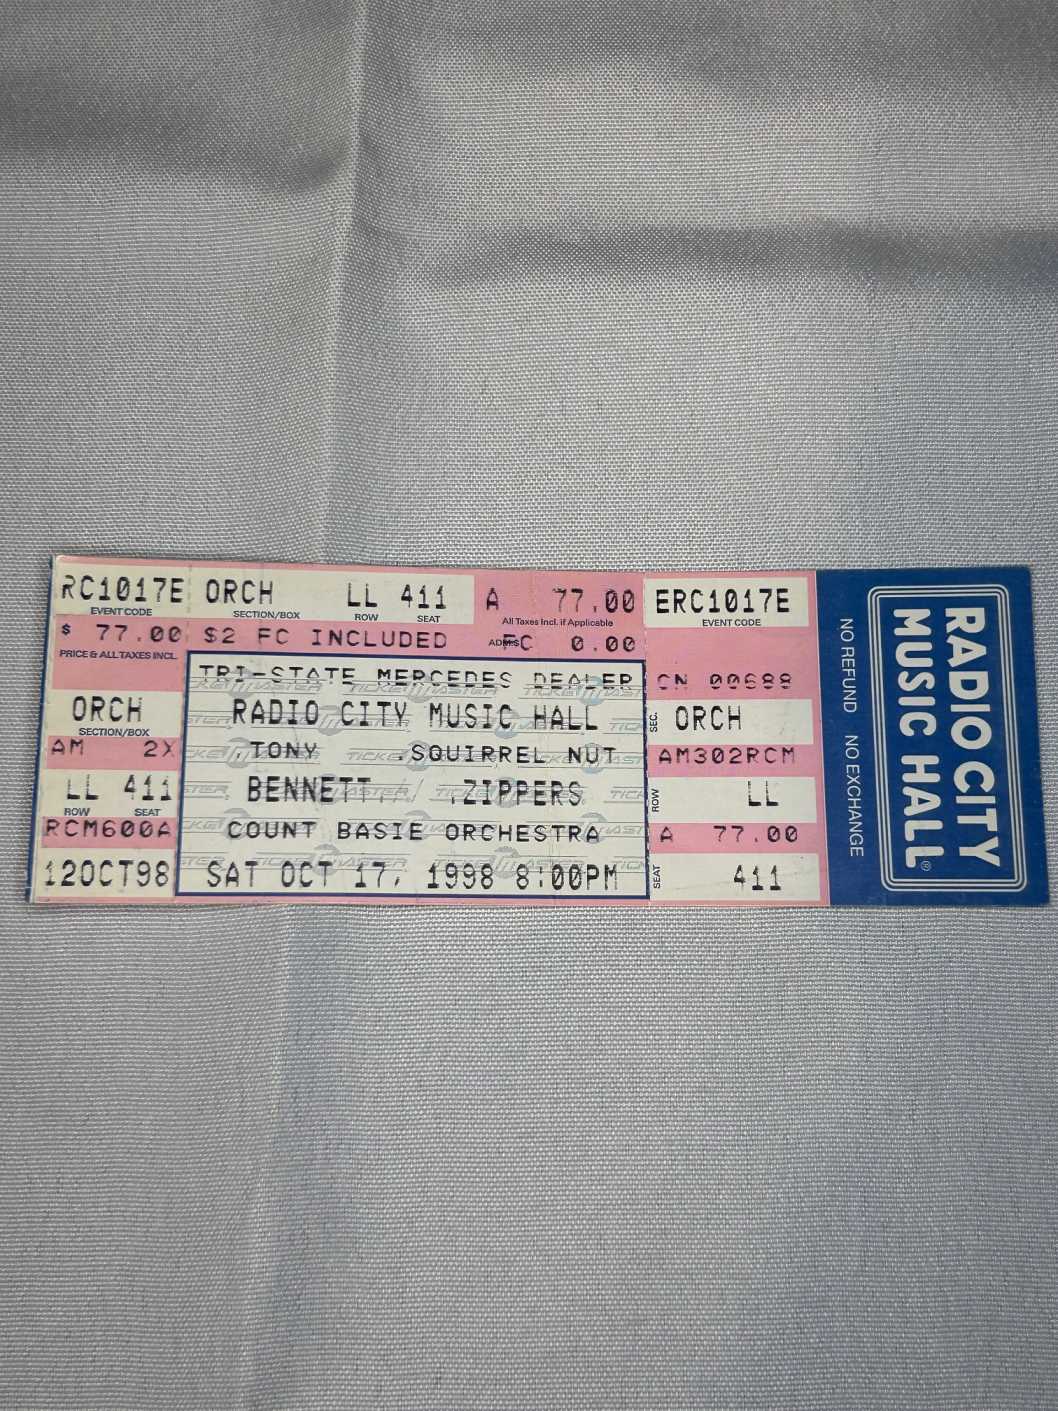 RC1017E ORCH LL 411 A 77.00 ERC1017E
EVENT CODE SECTION/BOX ROW SEAT All Taxes Incl. if Applicable EVENT CODE
$ 77.00 $2 FC INCLUDED FC 0.00
PRICE & ALL TAXES INCL.
TRI-STATE MERCEDES DEALER CN 00688
ORCH RADIO CITY MUSIC HALL SEC. ORCH
SECTION/BOX
AM 2X .TONY .SQUIRREL NUT AM302RCM
LL 411 BENNETT. .ZIPPERS ROW LL
ROW SEAT
RCM600A COUNT BASIE ORCHESTRA A 77.00
12OCT98 SAT OCT 17, 1998 8:00PM SEAT 411
TICKETMASTER
NO REFUND NO EXCHANGE
RADIO CITY
MUSIC HALL®